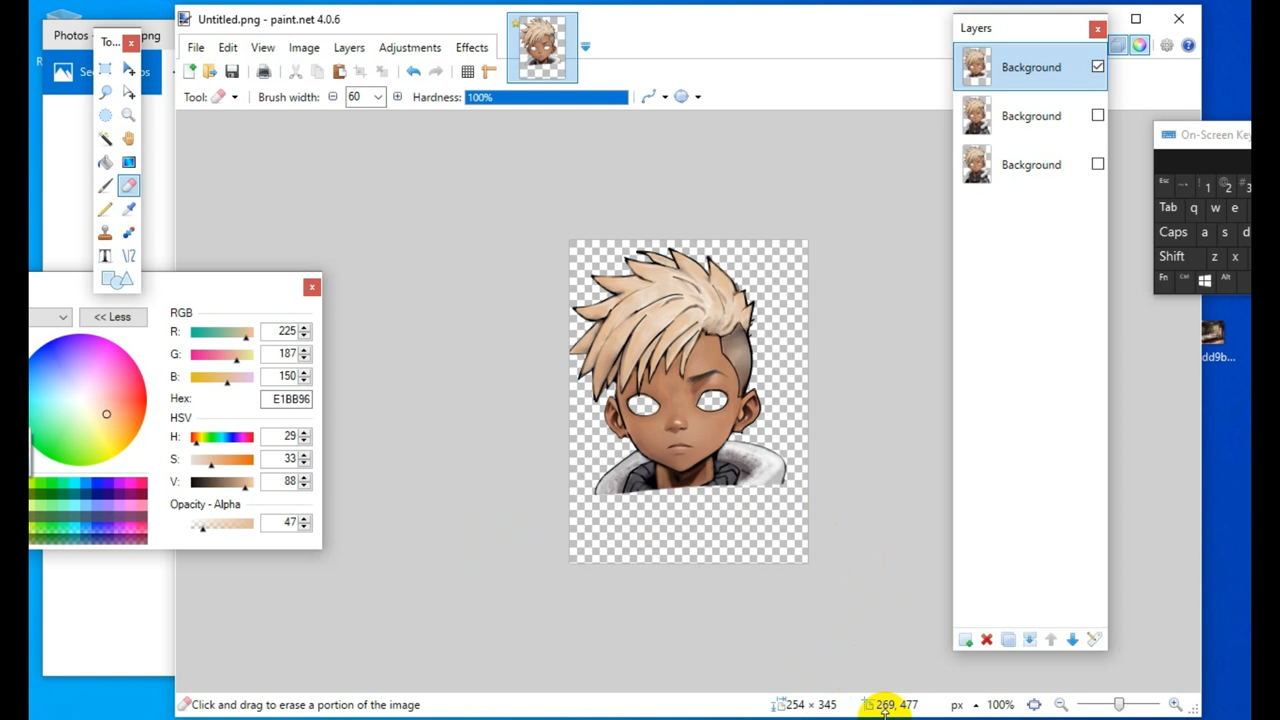 Untitled.png - paint.net 4.0.6
Photos - png
To...
File Edit View Image Layers Adjustments Effects
Tool: Brush width: 60 Hardness: 100%
Layers
Background
Background
Background
On-Screen Key
Esc 1 2 3
Tab q w e
Caps a s d
Shift z x
Fn Ctrl Alt
dd9b...
<< Less
RGB
R: 225
G: 187
B: 150
Hex: E1BB96
HSV
H: 29
S: 33
V: 88
Opacity - Alpha
47
Click and drag to erase a portion of the image 254 × 345 269, 477 px 100%